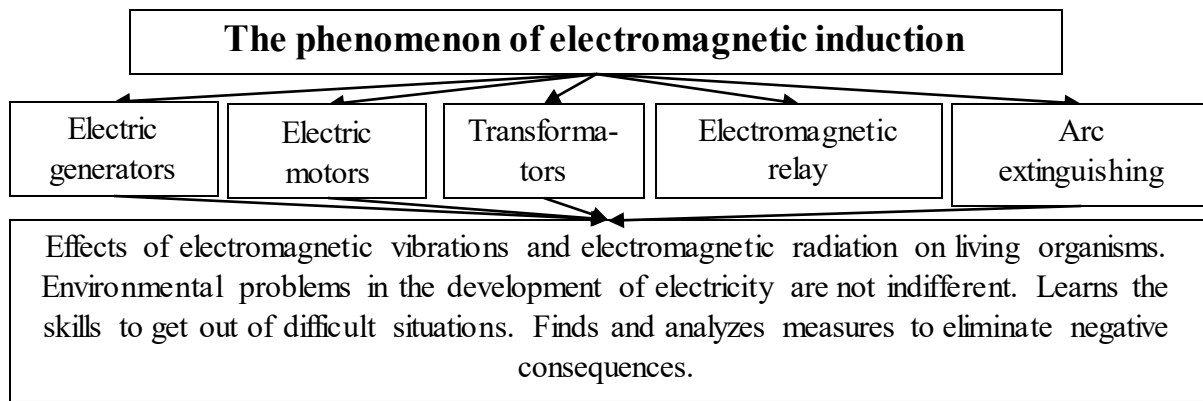 The phenomenon of electromagnetic induction
Electric
generators
Electric
motors
Transforma-
tors
Electromagnetic
relay
Arc
extinguishing
Effects of electromagnetic vibrations and electromagnetic radiation on living organisms.
Environmental problems in the development of electricity are not indifferent. Learns the
skills to get out of difficult situations. Finds and analyzes measures to eliminate negative
consequences.